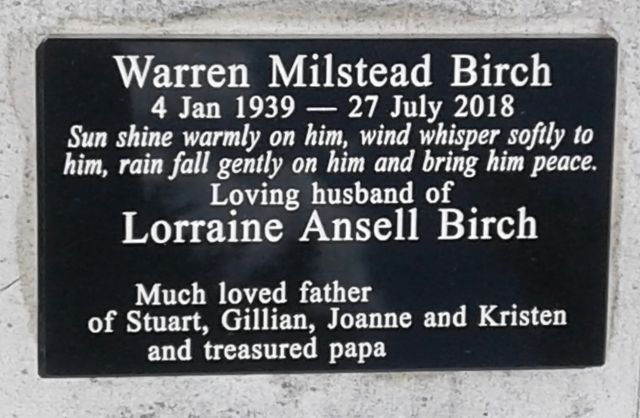 Warren Milstead Birch
4 Jan 1939 — 27 July 2018
Sun shine warmly on him, wind whisper softly to
him, rain fall gently on him and bring him peace.
Loving husband of
Lorraine Ansell Birch
Much loved father
of Stuart, Gillian, Joanne and Kristen
and treasured papa